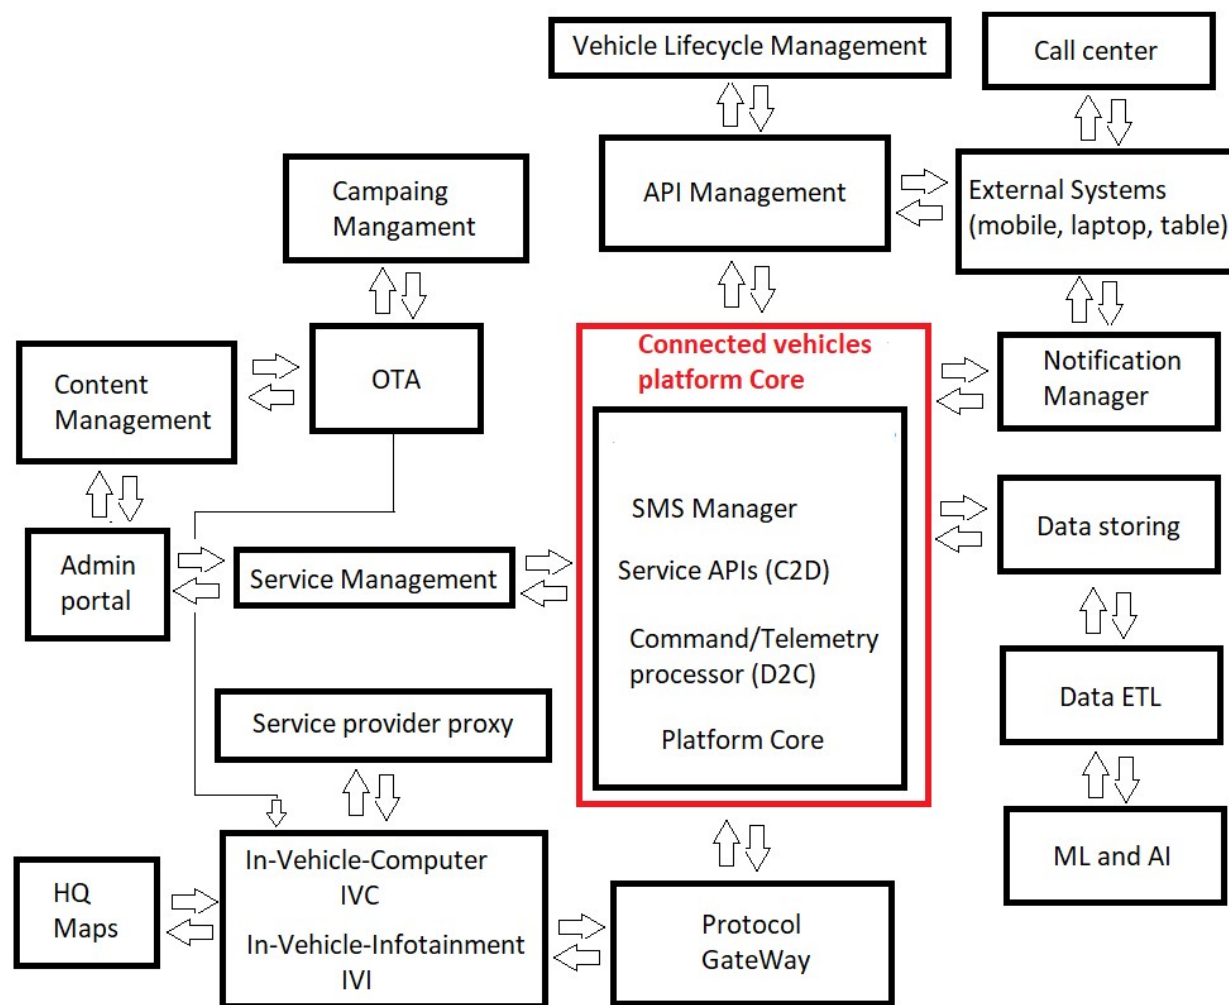 Vehicle Lifecycle Management
Call center
Campaing
Mangament
API Management
External Systems
(mobile, laptop, table)
Content
Management
OTA
Connected vehicles
platform Core
Notification
Manager
SMS Manager
Service APIs (C2D)
Command/Telemetry
processor (D2C)
Platform Core
Data storing
Admin
portal
Service Management
Data ETL
Service provider proxy
ML and AI
HQ
Maps
In-Vehicle-Computer
IVC
In-Vehicle-Infotainment
IVI
Protocol
GateWay